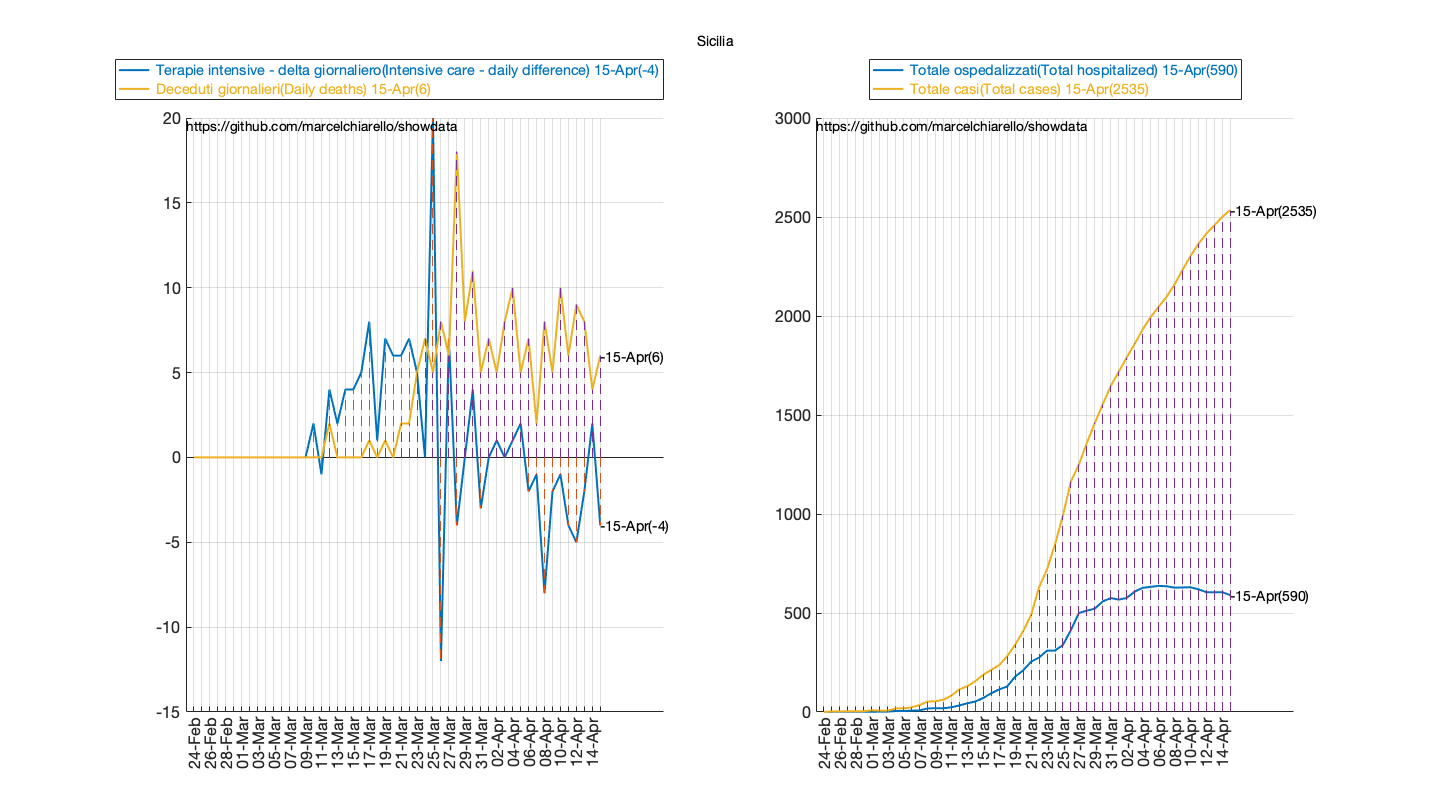 Sicilia
Terapie intensive - delta giornaliero(Intensive care - daily difference) 15-Apr(-4)
Deceduti giornalieri(Daily deaths) 15-Apr(6)
https://github.com/marcelchiarello/showdata
20
15
10
5
0
-5
-10
-15
15-Apr(6)
15-Apr(-4)
24-Feb
26-Feb
28-Feb
01-Mar
03-Mar
05-Mar
07-Mar
09-Mar
11-Mar
13-Mar
15-Mar
17-Mar
19-Mar
21-Mar
23-Mar
25-Mar
27-Mar
29-Mar
31-Mar
02-Apr
04-Apr
06-Apr
08-Apr
10-Apr
12-Apr
14-Apr
Totale ospedalizzati(Total hospitalized) 15-Apr(590)
Totale casi(Total cases) 15-Apr(2535)
https://github.com/marcelchiarello/showdata
3000
2500
2000
1500
1000
500
0
15-Apr(2535)
15-Apr(590)
24-Feb
26-Feb
28-Feb
01-Mar
03-Mar
05-Mar
07-Mar
09-Mar
11-Mar
13-Mar
15-Mar
17-Mar
19-Mar
21-Mar
23-Mar
25-Mar
27-Mar
29-Mar
31-Mar
02-Apr
04-Apr
06-Apr
08-Apr
10-Apr
12-Apr
14-Apr